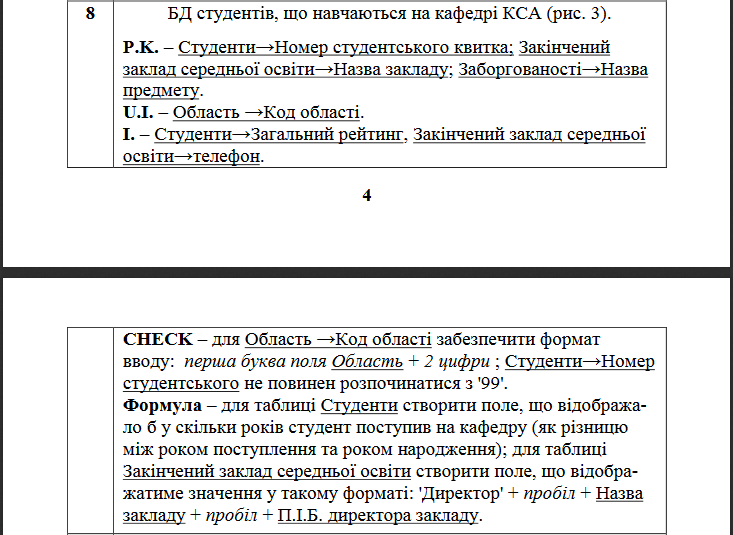 8 БД студентів, що навчаються на кафедрі КСА (рис. 3).
P.K. – Студенти→Номер студентського квитка; Закінчений
заклад середньої освіти→Назва закладу; Заборгованості→Назва
предмету.
U.I. – Область →Код області.
I. – Студенти→Загальний рейтинг, Закінчений заклад середньої
освіти→телефон.
4
CHECK – для Область →Код області забезпечити формат
вводу: перша буква поля Область + 2 цифри ; Студенти→Номер
студентського не повинен розпочинатися з '99'.
Формула – для таблиці Студенти створити поле, що відобража-
ло б у скільки років студент поступив на кафедру (як різницю
між роком поступлення та роком народження); для таблиці
Закінчений заклад середньої освіти створити поле, що відобра-
жатиме значення у такому форматі: 'Директор' + пробіл + Назва
закладу + пробіл + П.І.Б. директора закладу.